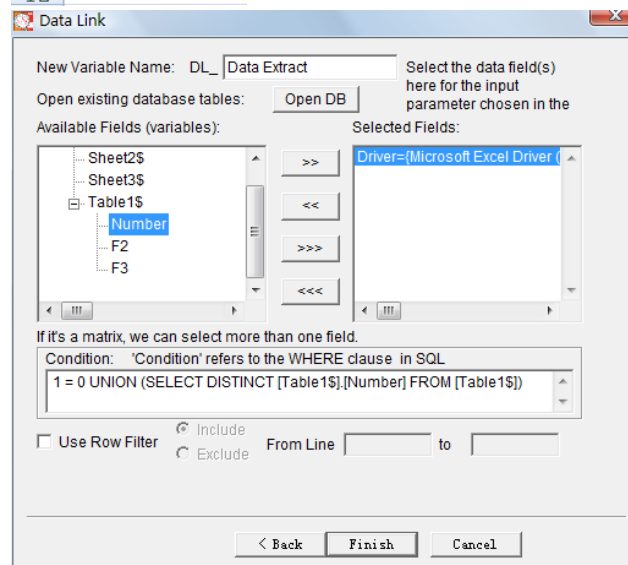 Data Link
New Variable Name: DL_ Data Extract
Select the data field(s)
here for the input
parameter chosen in the
Open existing database tables: Open DB
Available Fields (variables): Selected Fields:
Sheet2$
Sheet3$
Table1$
Number
F2
F3
>>
<<
>>>
<<<
Driver={Microsoft Excel Driver (
If it's a matrix, we can select more than one field.
Condition: 'Condition' refers to the WHERE clause in SQL
1 = 0 UNION (SELECT DISTINCT [Table1$].[Number] FROM [Table1$])
Use Row Filter
Include
Exclude
From Line to
< Back Finish Cancel